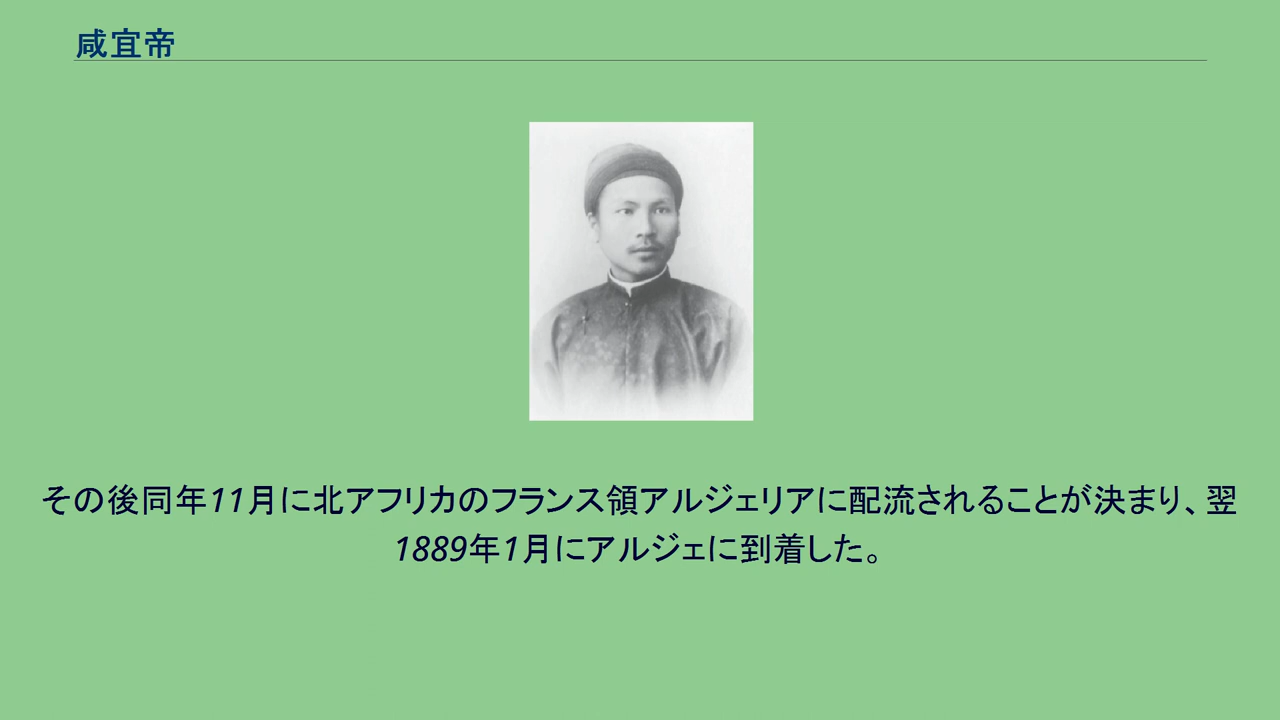 咸宜帝
その後同年11月に北アフリカのフランス領アルジェリアに配流されることが決まり、翌
1889年1月にアルジェに到着した。